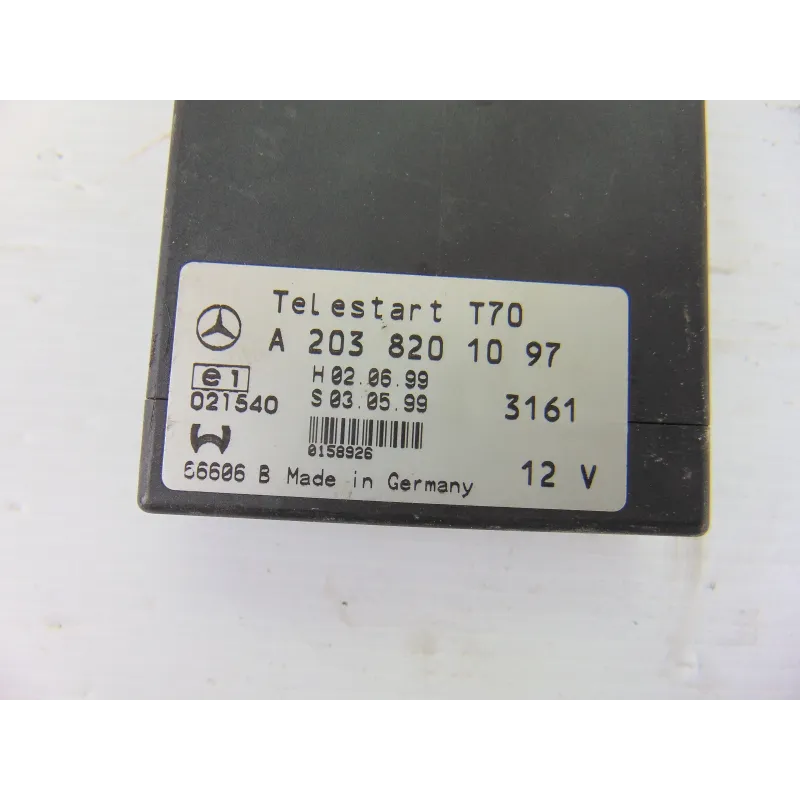 Telestart T70
A 203 820 10 97
e1
H 02.06.99
021540
S 03.05.99
3161
0158926
66606 B Made in Germany
12 V